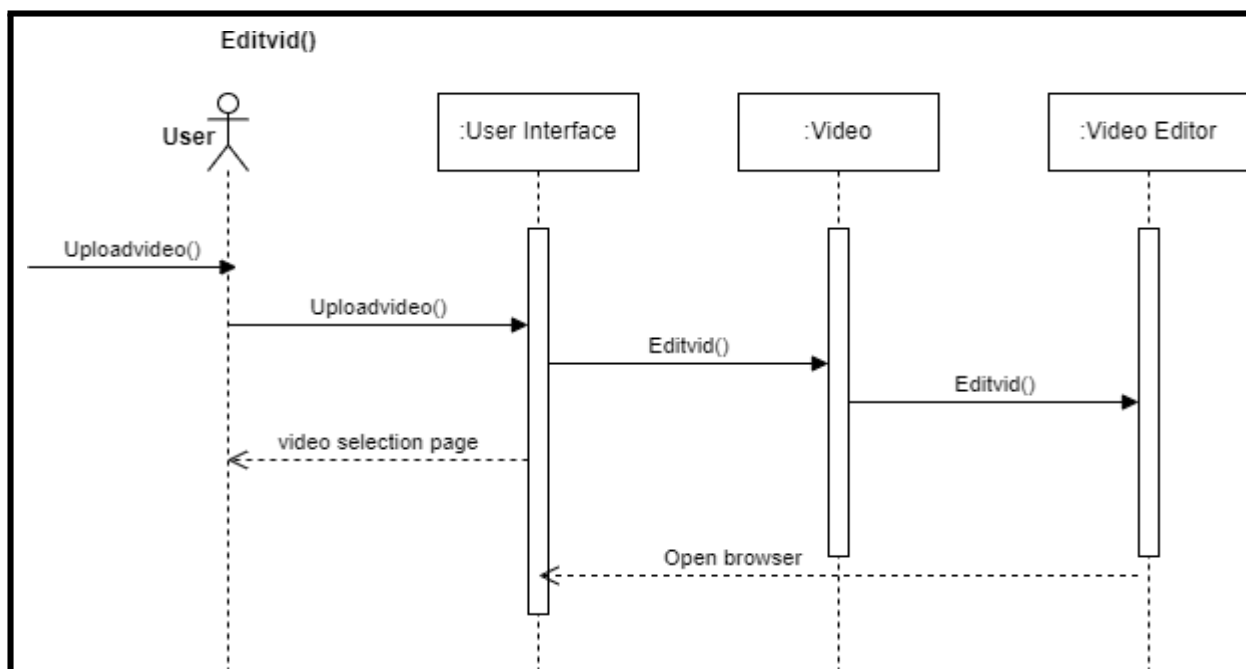 Editvid()
User
:User Interface
:Video
:Video Editor
Uploadvideo()
Uploadvideo()
Editvid()
Editvid()
video selection page
Open browser